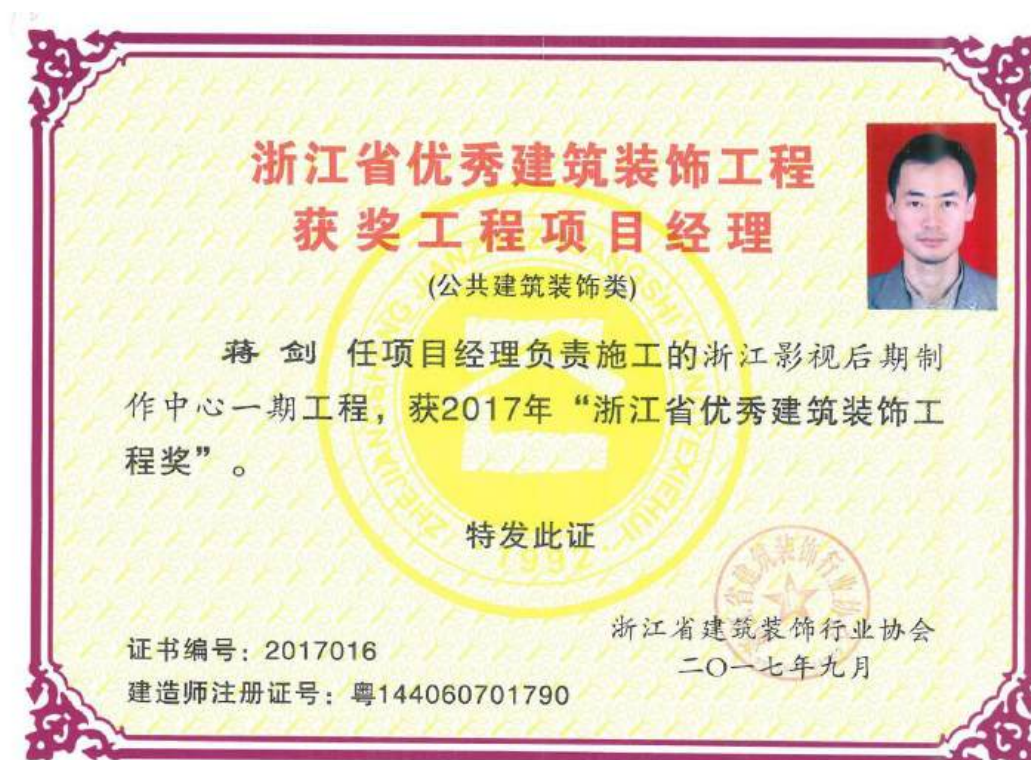 浙江省优秀建筑装饰工程
获奖工程项目经理
(公共建筑装饰类)
蒋 剑 任项目经理负责施工的浙江影视后期制
作中心一期工程，获2017年“浙江省优秀建筑装饰工
程奖”。
特发此证
1992
浙江省建筑装饰行业协会
二〇一七年九月
证书编号：2017016
建造师注册证号：粤144060701790